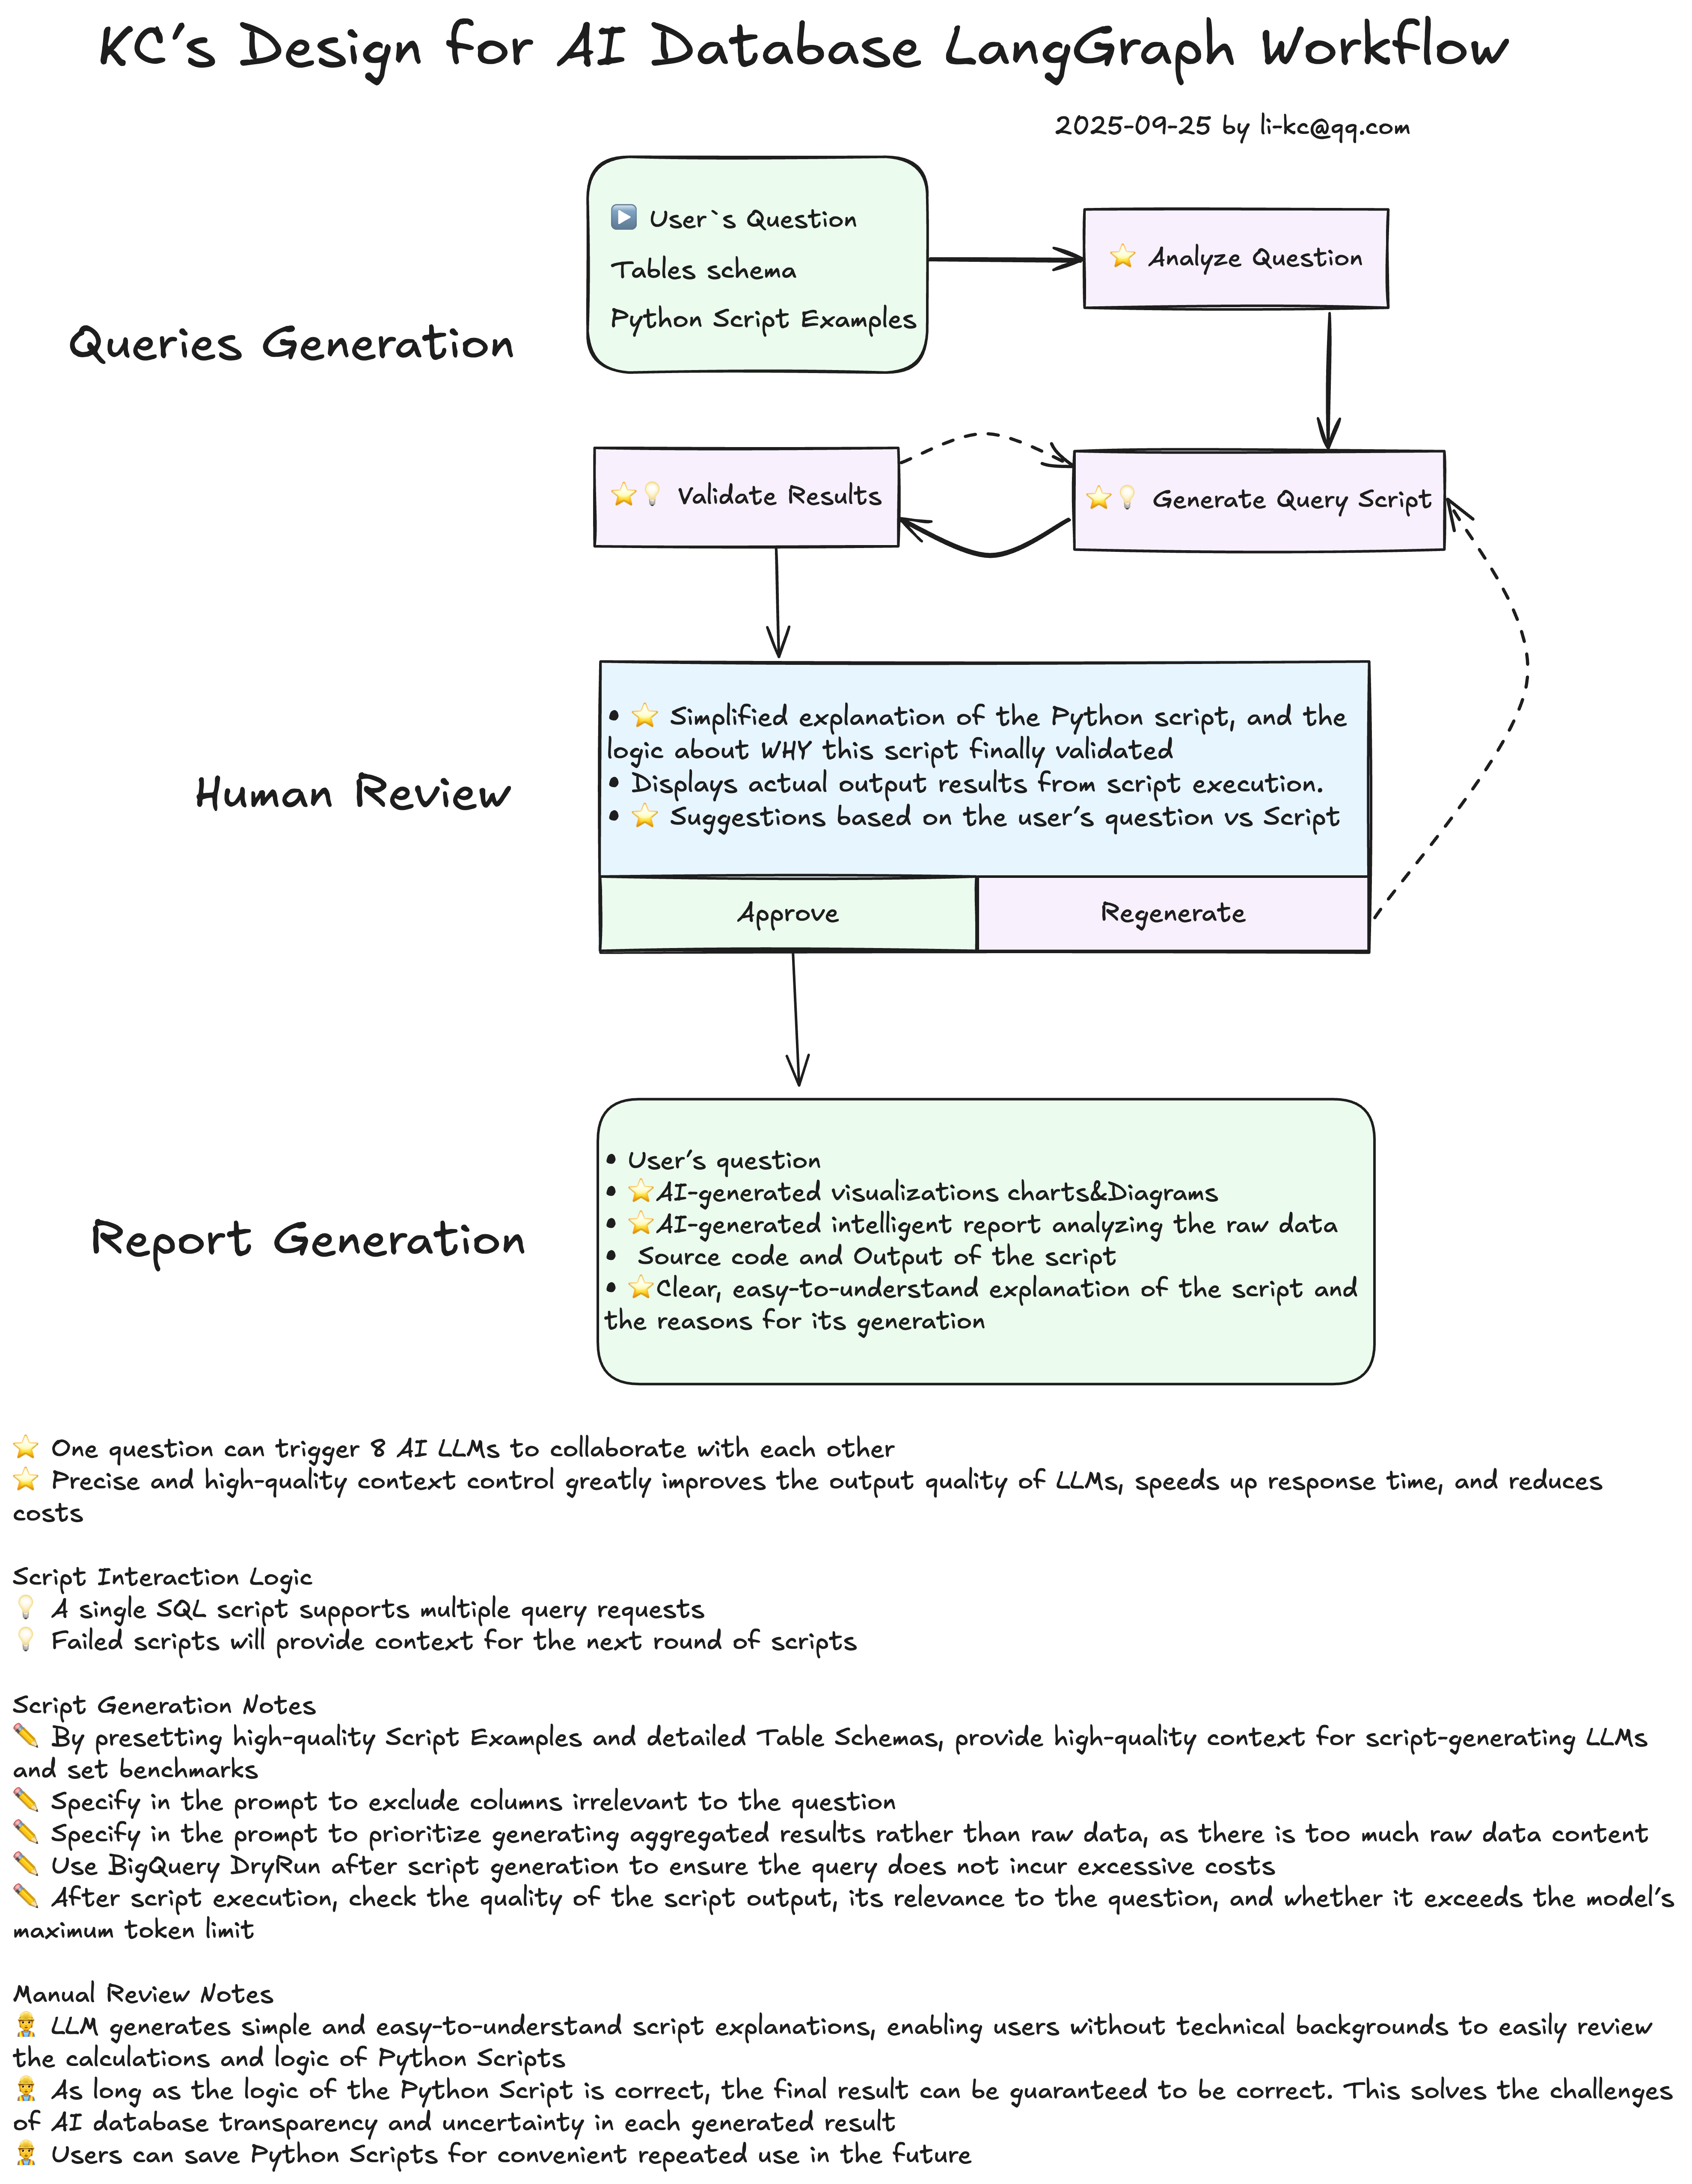 KC's Design for AI Database LangGraph Workflow
2025-09-25 by li-kc@qq.com
▶️ User`s Question
Tables schema
Python Script Examples
⭐ Analyze Question
Queries Generation
⭐💡 Validate Results
⭐💡 Generate Query Script
Human Review
• ⭐ Simplified explanation of the Python script, and the
logic about WHY this script finally validated
• Displays actual output results from script execution.
• ⭐ Suggestions based on the user's question vs Script
Approve
Regenerate
Report Generation
• User's question
• ⭐AI-generated visualizations charts&Diagrams
• ⭐AI-generated intelligent report analyzing the raw data
• Source code and Output of the script
• ⭐Clear, easy-to-understand explanation of the script and
the reasons for its generation
⭐ One question can trigger 8 AI LLMs to collaborate with each other
⭐ Precise and high-quality context control greatly improves the output quality of LLMs, speeds up response time, and reduces
costs
Script Interaction Logic
💡 A single SQL script supports multiple query requests
💡 Failed scripts will provide context for the next round of scripts
Script Generation Notes
✏️ By presetting high-quality Script Examples and detailed Table Schemas, provide high-quality context for script-generating LLMs
and set benchmarks
✏️ Specify in the prompt to exclude columns irrelevant to the question
✏️ Specify in the prompt to prioritize generating aggregated results rather than raw data, as there is too much raw data content
✏️ Use BigQuery DryRun after script generation to ensure the query does not incur excessive costs
✏️ After script execution, check the quality of the script output, its relevance to the question, and whether it exceeds the model's
maximum token limit
Manual Review Notes
👷 LLM generates simple and easy-to-understand script explanations, enabling users without technical backgrounds to easily review
the calculations and logic of Python Scripts
👷 As long as the logic of the Python Script is correct, the final result can be guaranteed to be correct. This solves the challenges
of AI database transparency and uncertainty in each generated result
👷 Users can save Python Scripts for convenient repeated use in the future